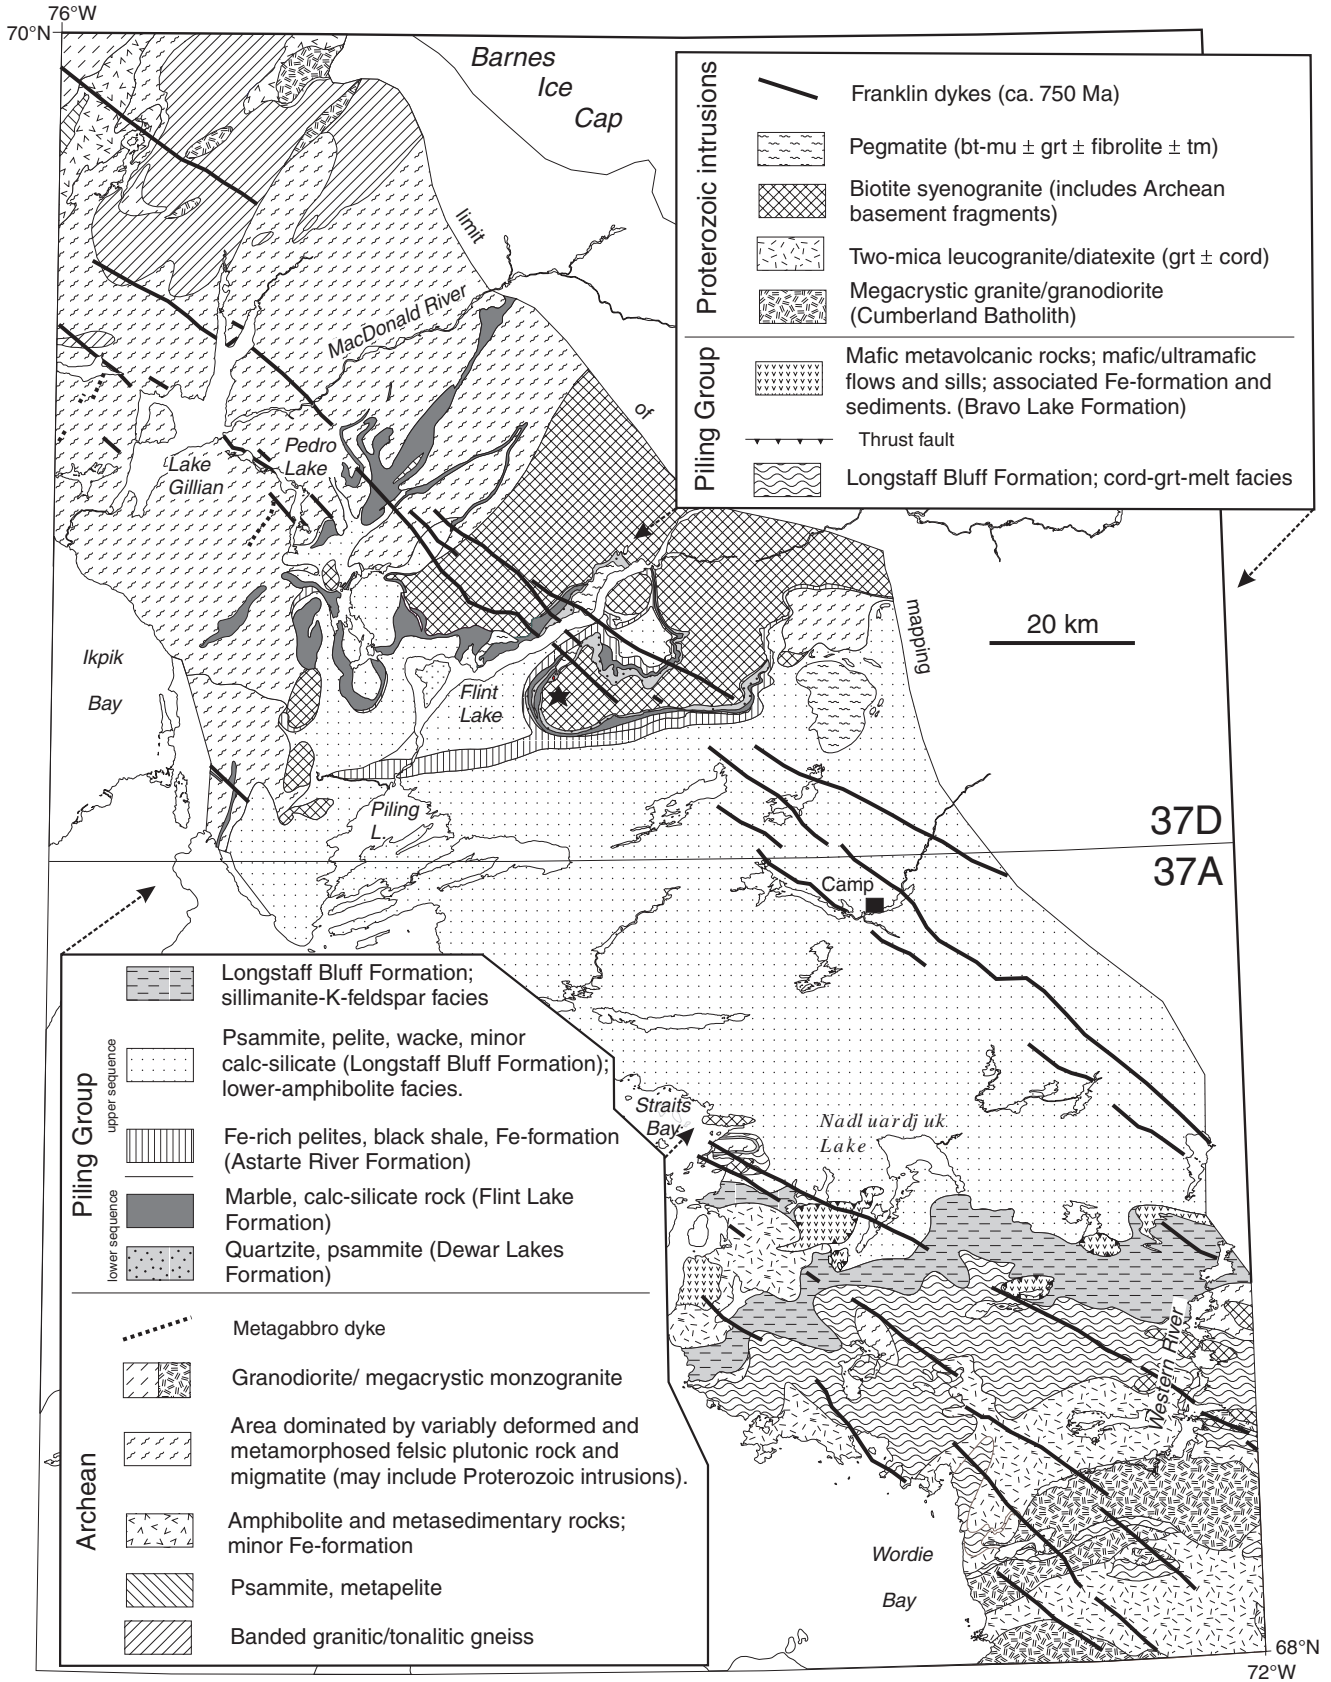 76°W
70°N
Barnes
Ice
Cap
limit
of
mapping
MacDonald River
Pedro
Lake
Lake
Gillian
Ikpik
Bay
Flint
Lake
Piling
L.
20 km
37D
37A
Camp
Straits
Bay
Nadluardjuk
Lake
Western River
Wordie
Bay
68°N
72°W
Proterozoic intrusions
Franklin dykes (ca. 750 Ma)
Pegmatite (bt-mu ± grt ± fibrolite ± tm)
Biotite syenogranite (includes Archean
basement fragments)
Two-mica leucogranite/diatexite (grt ± cord)
Megacrystic granite/granodiorite
(Cumberland Batholith)
Piling Group
Mafic metavolcanic rocks; mafic/ultramafic
flows and sills; associated Fe-formation and
sediments. (Bravo Lake Formation)
Thrust fault
Longstaff Bluff Formation; cord-grt-melt facies
Piling Group
upper sequence
Longstaff Bluff Formation;
sillimanite-K-feldspar facies
Psammite, pelite, wacke, minor
calc-silicate (Longstaff Bluff Formation);
lower-amphibolite facies.
Fe-rich pelites, black shale, Fe-formation
(Astarte River Formation)
lower sequence
Marble, calc-silicate rock (Flint Lake
Formation)
Quartzite, psammite (Dewar Lakes
Formation)
Archean
Metagabbro dyke
Granodiorite/ megacrystic monzogranite
Area dominated by variably deformed and
metamorphosed felsic plutonic rock and
migmatite (may include Proterozoic intrusions).
Amphibolite and metasedimentary rocks;
minor Fe-formation
Psammite, metapelite
Banded granitic/tonalitic gneiss